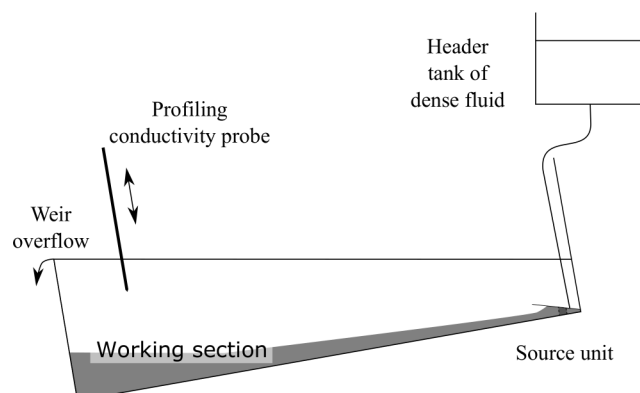 Header
tank of
dense fluid
Profiling
conductivity probe
Weir
overflow
Working section
Source unit